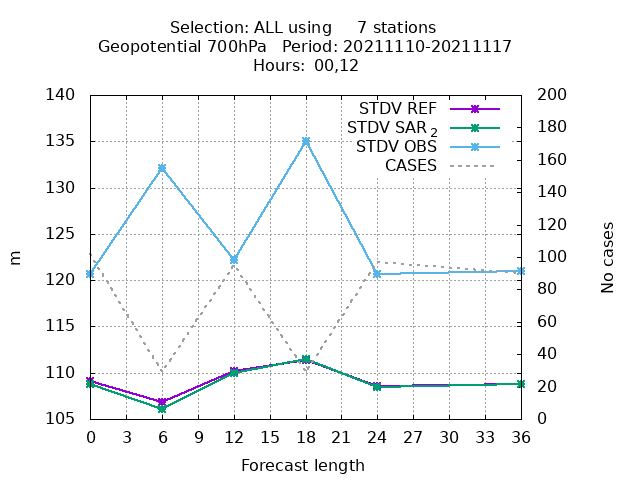 Selection: ALL using     7 stations
Geopotential 700hPa   Period: 20211110-20211117
Hours:  00,12
STDV REF
STDV SAR 2
STDV OBS
CASES
140
135
130
125
120
115
110
105
m
200
180
160
140
120
100
80
60
40
20
0
No cases
0 3 6 9 12 15 18 21 24 27 30 33 36
Forecast length